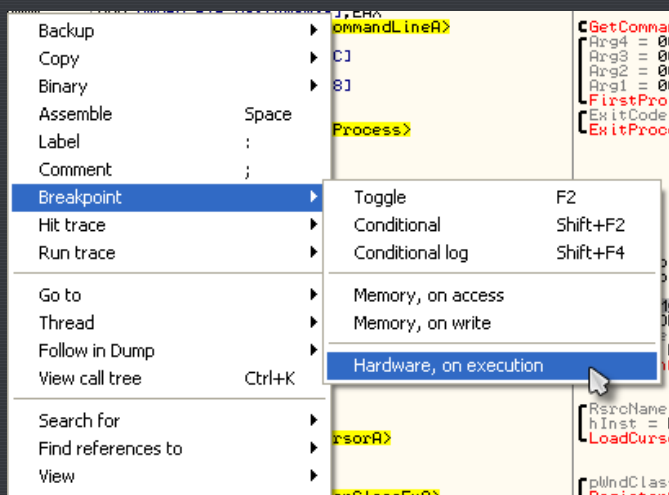 ],EAX
Backup
ommandLineA>
Copy
C]
Binary
8]
Assemble Space
Label :
Process>
Comment ;
Breakpoint
Hit trace
Run trace
Go to
Thread
Follow in Dump
View call tree Ctrl+K
Search for
Find references to
View
rsorA>
Toggle F2
Conditional Shift+F2
Conditional log Shift+F4
Memory, on access
Memory, on write
Hardware, on execution
GetComman
Arg4 = 0
Arg3 = 0
Arg2 = 0
Arg1 = 0
FirstPro
ExitCode
ExitProc
RsrcName
hInst =
LoadCurs
pWndClas